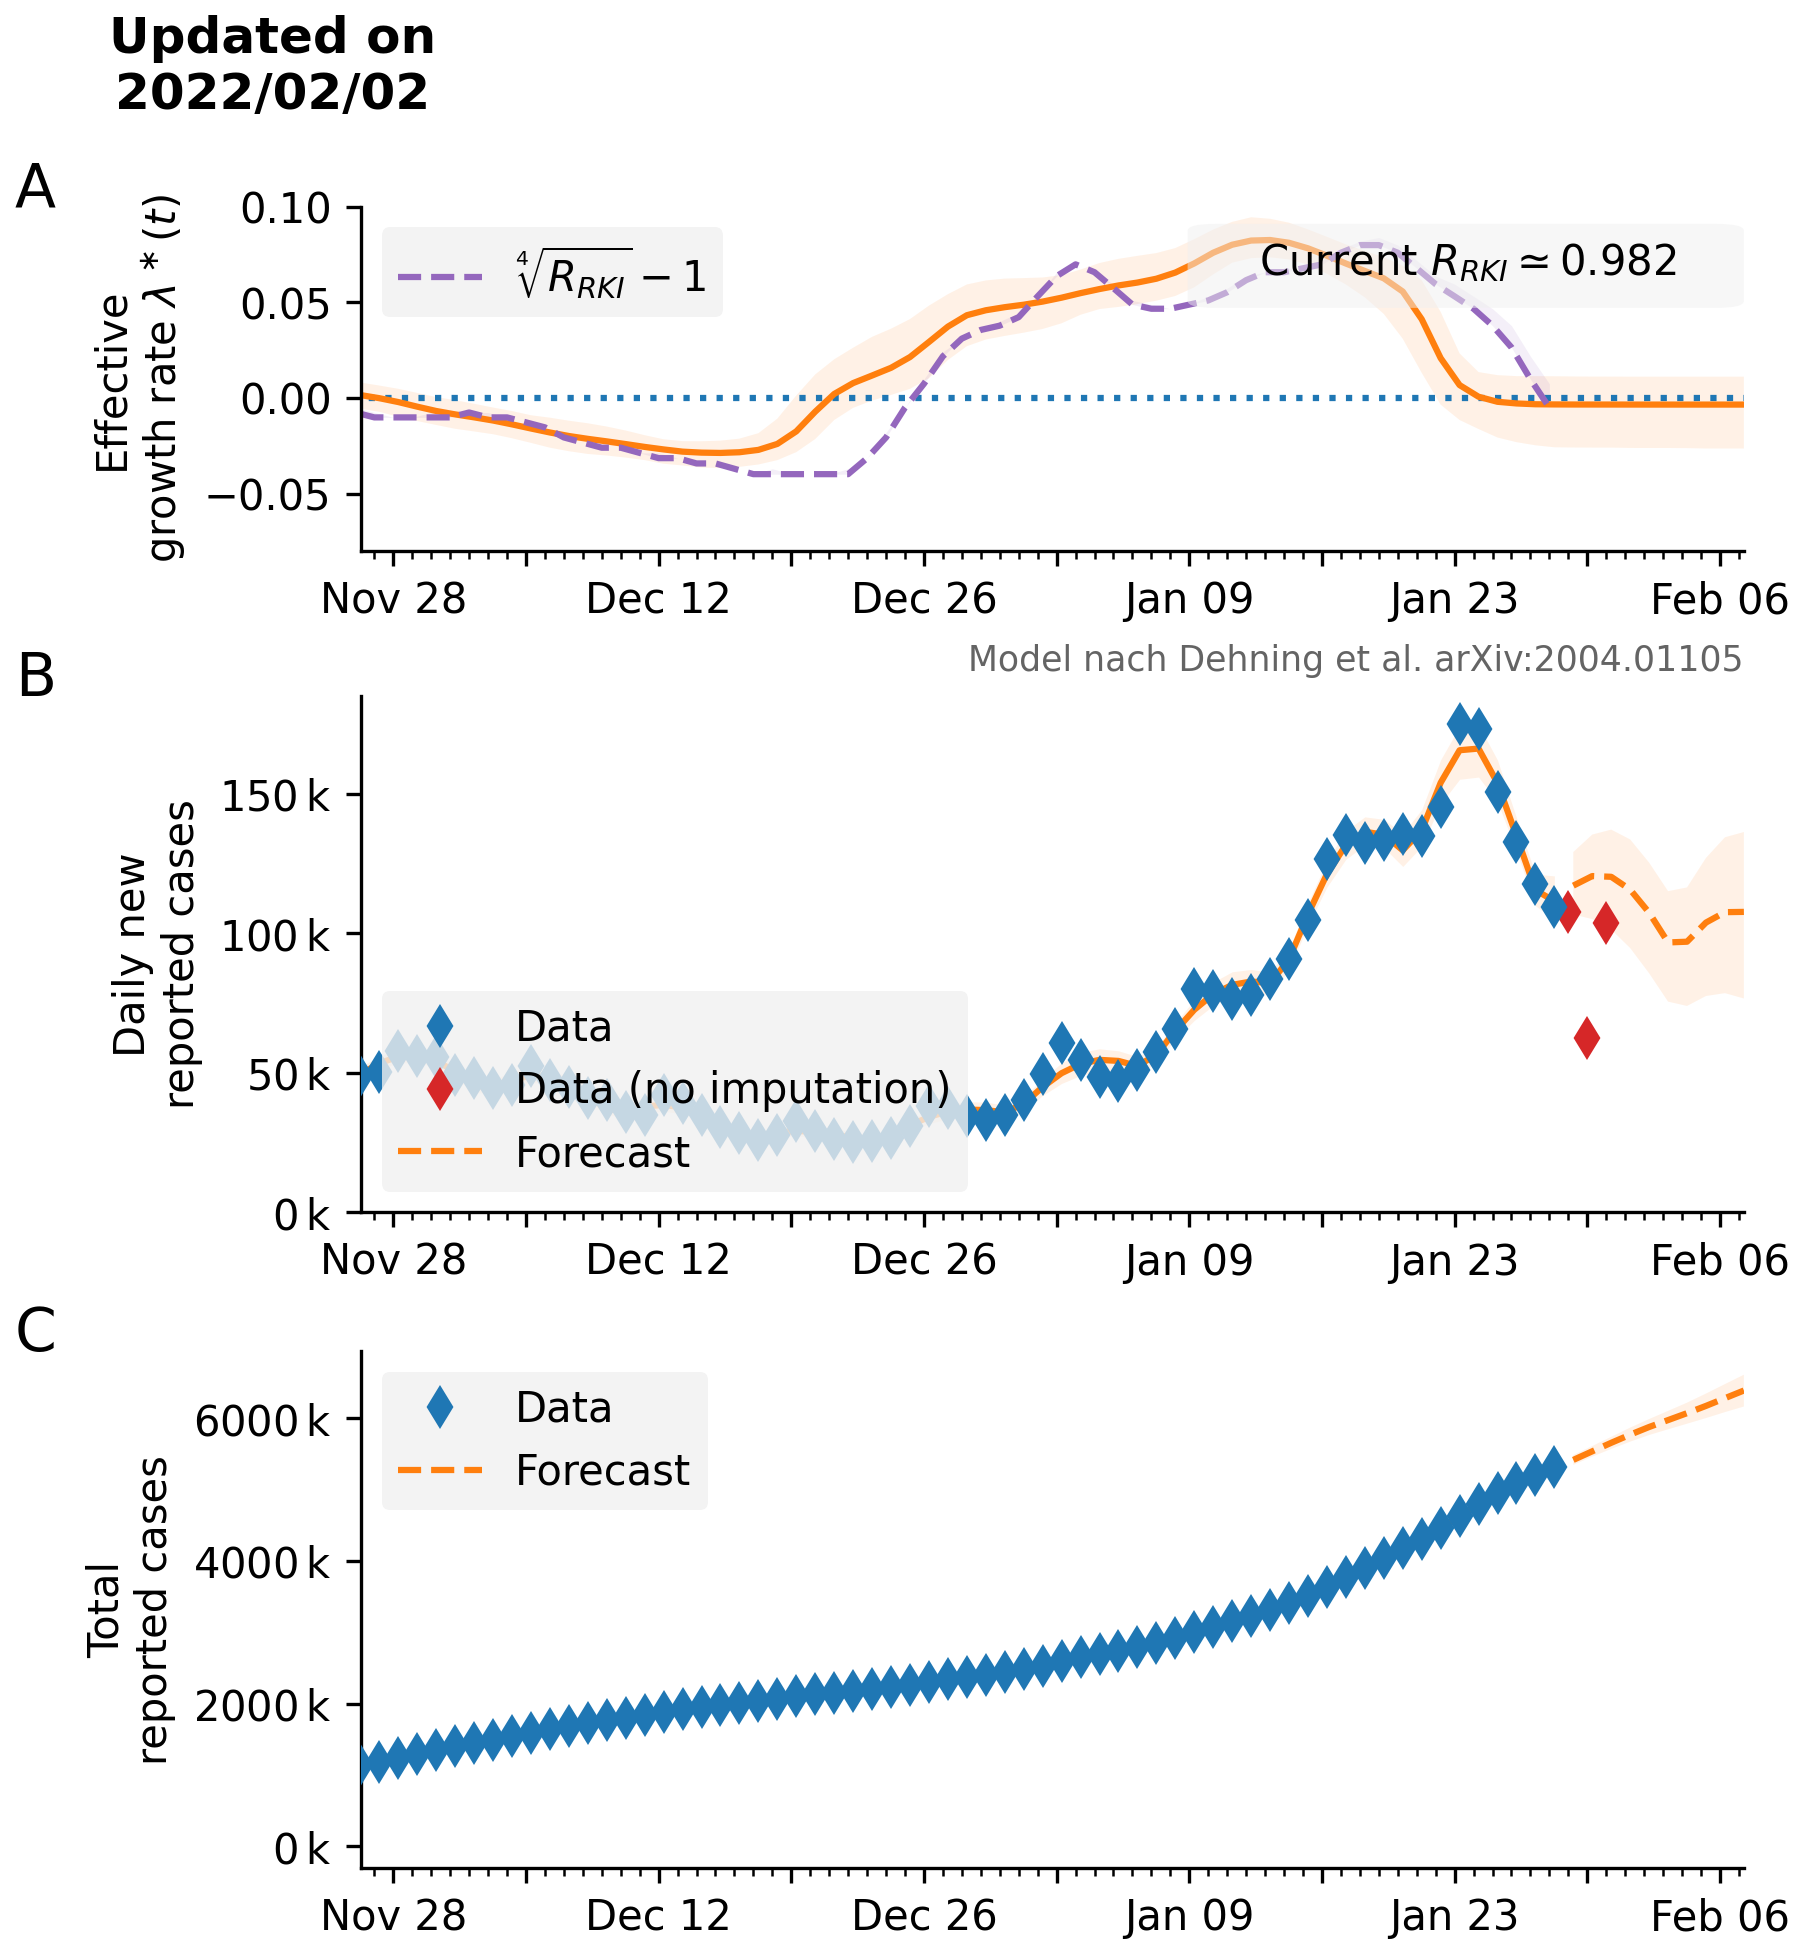 Updated on
2022/02/02
A
Effective
growth rate λ * (t)
0.10
0.05
0.00
−0.05
∜R_RKI − 1
Current R_RKI ≃ 0.982
Nov 28
Dec 12
Dec 26
Jan 09
Jan 23
Feb 06
B
Model nach Dehning et al. arXiv:2004.01105
Daily new
reported cases
150 k
100 k
50 k
0 k
Data
Data (no imputation)
Forecast
Nov 28
Dec 12
Dec 26
Jan 09
Jan 23
Feb 06
C
Total
reported cases
6000 k
4000 k
2000 k
0 k
Data
Forecast
Nov 28
Dec 12
Dec 26
Jan 09
Jan 23
Feb 06